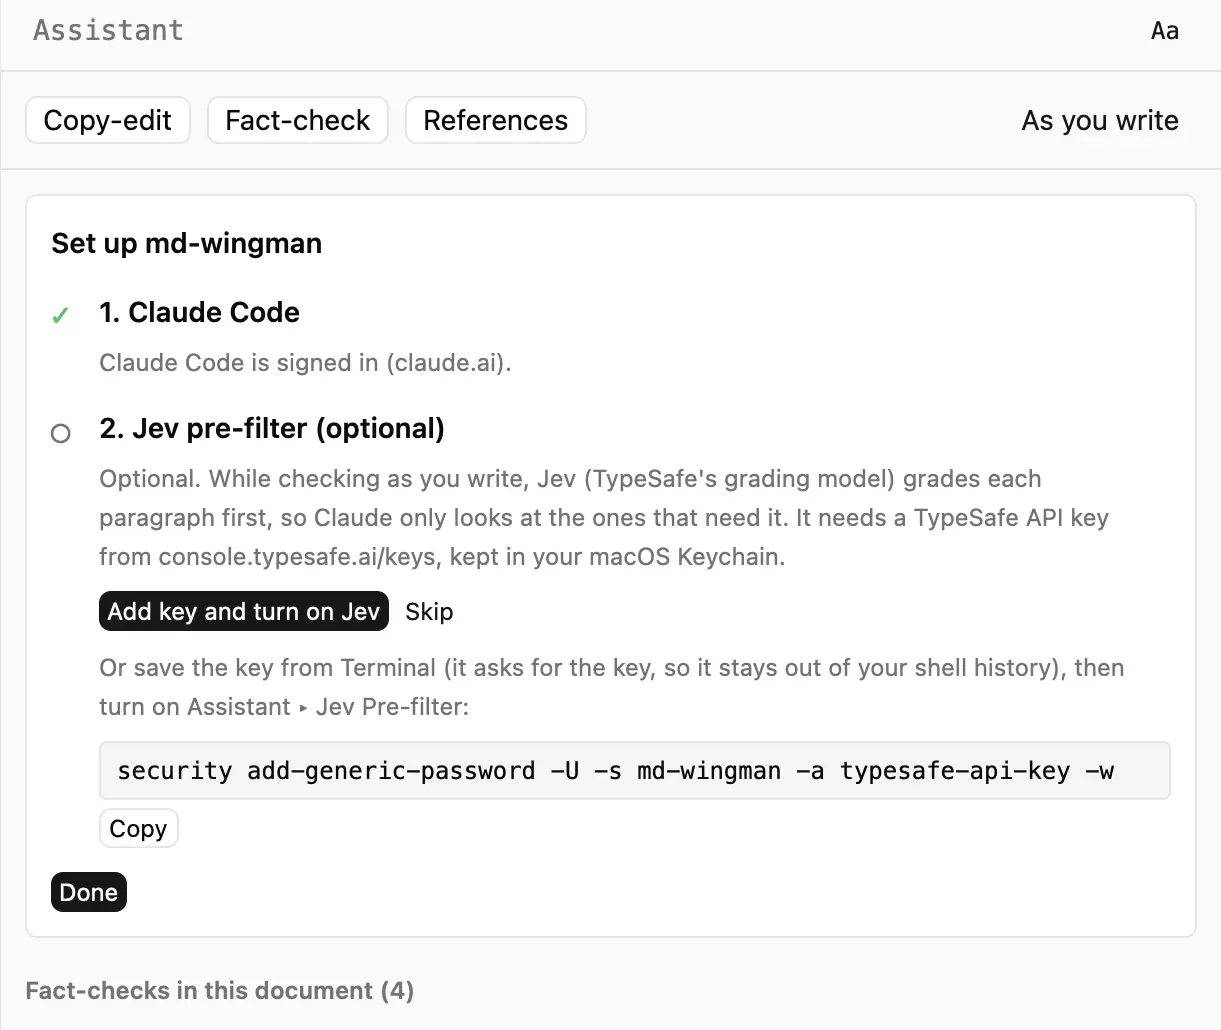 Assistant
Aa
Copy-edit
Fact-check
References
As you write
Set up md-wingman
✓ 1. Claude Code
Claude Code is signed in (claude.ai).
2. Jev pre-filter (optional)
Optional. While checking as you write, Jev (TypeSafe's grading model) grades each
paragraph first, so Claude only looks at the ones that need it. It needs a TypeSafe API key
from console.typesafe.ai/keys, kept in your macOS Keychain.
Add key and turn on Jev
Skip
Or save the key from Terminal (it asks for the key, so it stays out of your shell history), then
turn on Assistant ▸ Jev Pre-filter:
security add-generic-password -U -s md-wingman -a typesafe-api-key -w
Copy
Done
Fact-checks in this document (4)